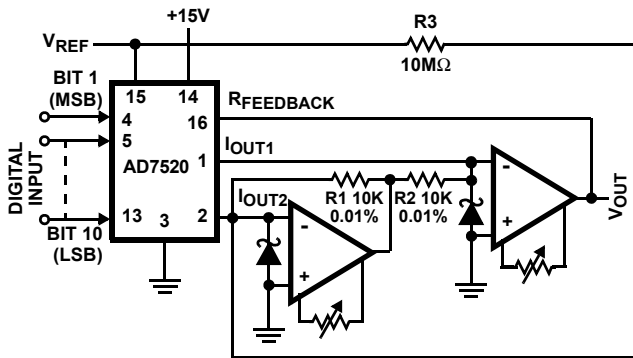 +15V
R3
VREF
10MΩ
BIT 1
(MSB)
15
14
RFEEDBACK
4
16
5
IOUT1
DIGITAL
INPUT
1
AD7520
IOUT2
R1 10K
0.01%
R2 10K
0.01%
-
+
VOUT
13
3
2
BIT 10
(LSB)
-
+